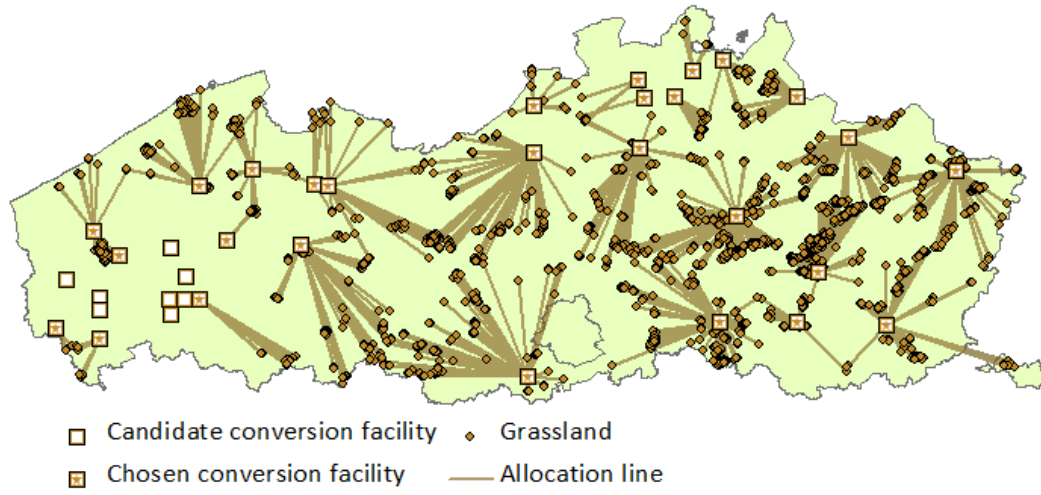 Candidate conversion facility
Grassland
Chosen conversion facility
Allocation line